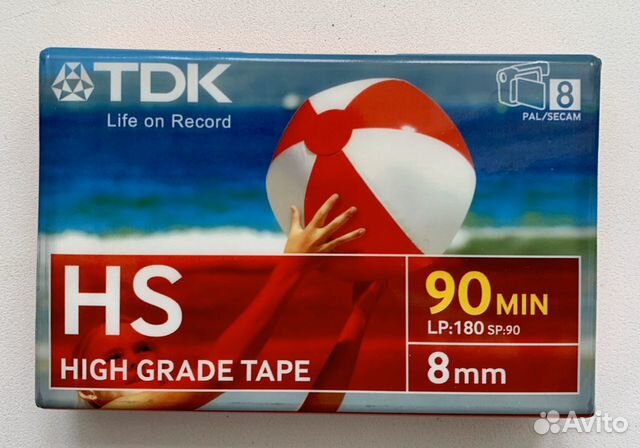 TDK
Life on Record
8
PAL/SECAM
HS
HIGH GRADE TAPE
90 MIN
LP:180 SP:90
8mm
Avito